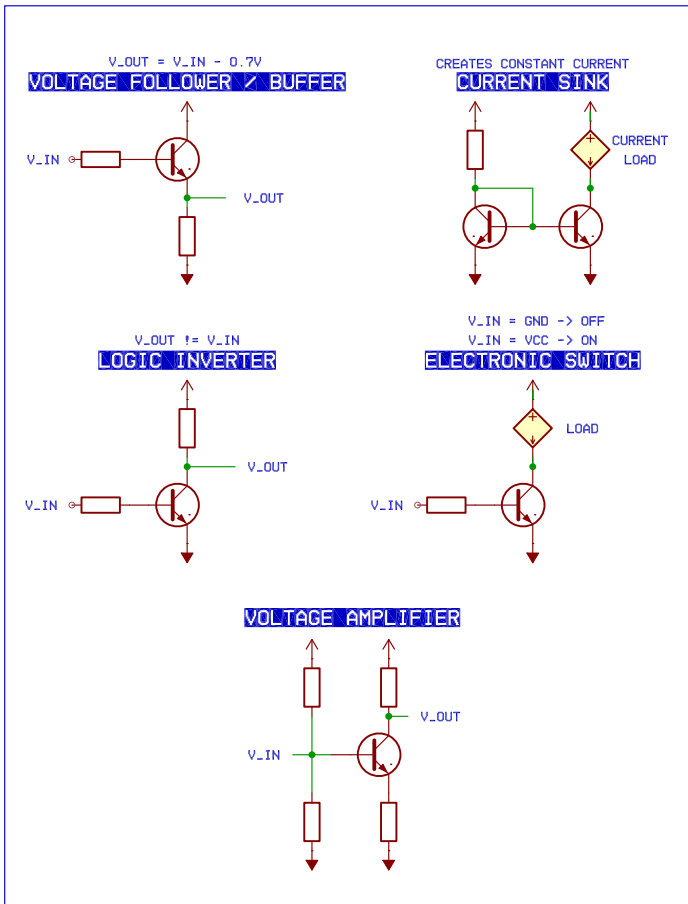 V_OUT = V_IN - 0.7V
VOLTAGE FOLLOWER / BUFFER
V_IN
V_OUT
CREATES CONSTANT CURRENT
CURRENT SINK
CURRENT
LOAD
V_OUT != V_IN
LOGIC INVERTER
V_OUT
V_IN
V_IN = GND -> OFF
V_IN = VCC -> ON
ELECTRONIC SWITCH
LOAD
V_IN
VOLTAGE AMPLIFIER
V_OUT
V_IN